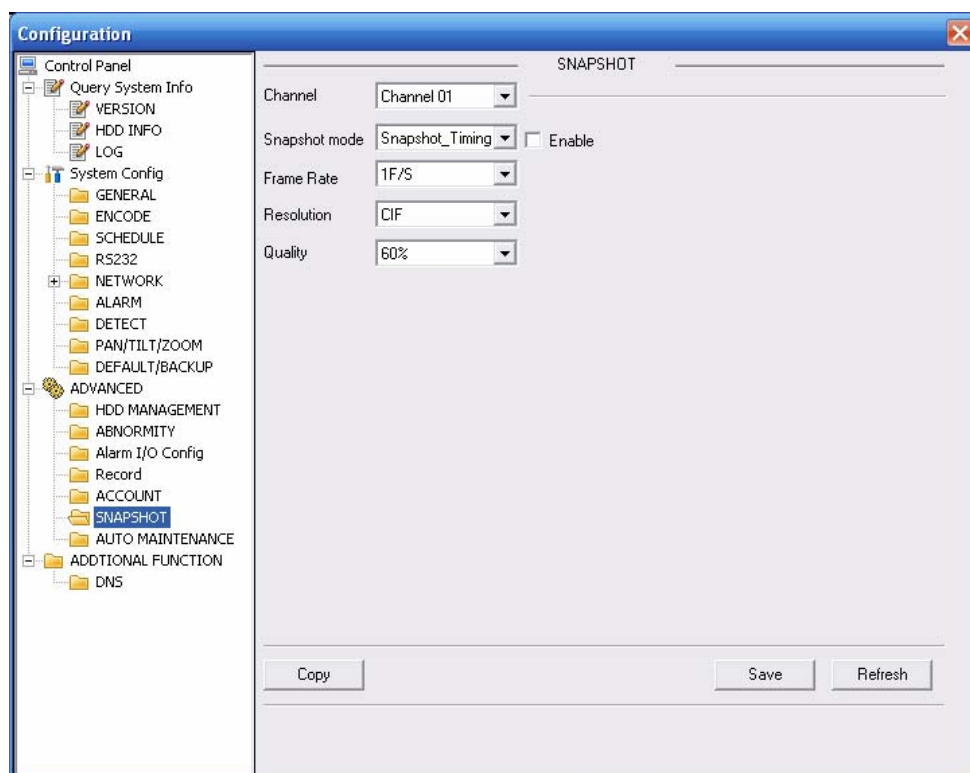 Configuration
Control Panel
Query System Info
VERSION
HDD INFO
LOG
System Config
GENERAL
ENCODE
SCHEDULE
RS232
NETWORK
ALARM
DETECT
PAN/TILT/ZOOM
DEFAULT/BACKUP
ADVANCED
HDD MANAGEMENT
ABNORMITY
Alarm I/O Config
Record
ACCOUNT
SNAPSHOT
AUTO MAINTENANCE
ADDTIONAL FUNCTION
DNS
SNAPSHOT
Channel Channel 01
Snapshot mode Snapshot_Timing Enable
Frame Rate 1F/S
Resolution CIF
Quality 60%
Copy Save Refresh